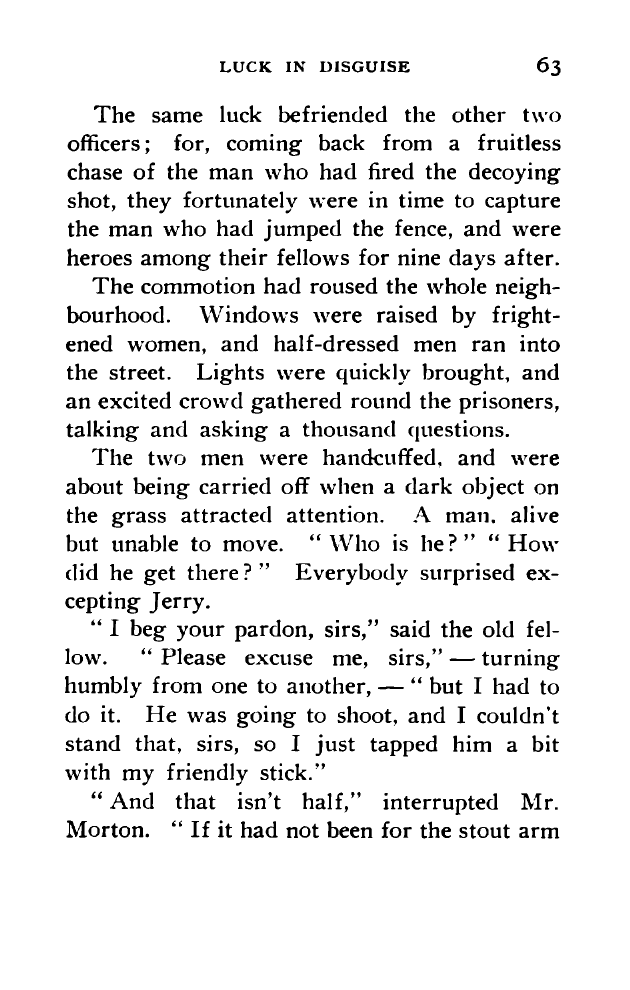 LUCK IN DISGUISE 63
The same luck befriended the other two
officers; for, coming back from a fruitless
chase of the man who had fired the decoying
shot, they fortunately were in time to capture
the man who had jumped the fence, and were
heroes among their fellows for nine days after.
The commotion had roused the whole neigh-
bourhood. Windows were raised by fright-
ened women, and half-dressed men ran into
the street. Lights were quickly brought, and
an excited crowd gathered round the prisoners,
talking and asking a thousand questions.
The two men were handcuffed, and were
about being carried off when a dark object on
the grass attracted attention. A man, alive
but unable to move. “ Who is he? ” “ How
did he get there? ” Everybody surprised ex-
cepting Jerry.
“ I beg your pardon, sirs,” said the old fel-
low. “ Please excuse me, sirs,” — turning
humbly from one to another, — “ but I had to
do it. He was going to shoot, and I couldn't
stand that, sirs, so I just tapped him a bit
with my friendly stick.”
“ And that isn't half,” interrupted Mr.
Morton. “ If it had not been for the stout arm